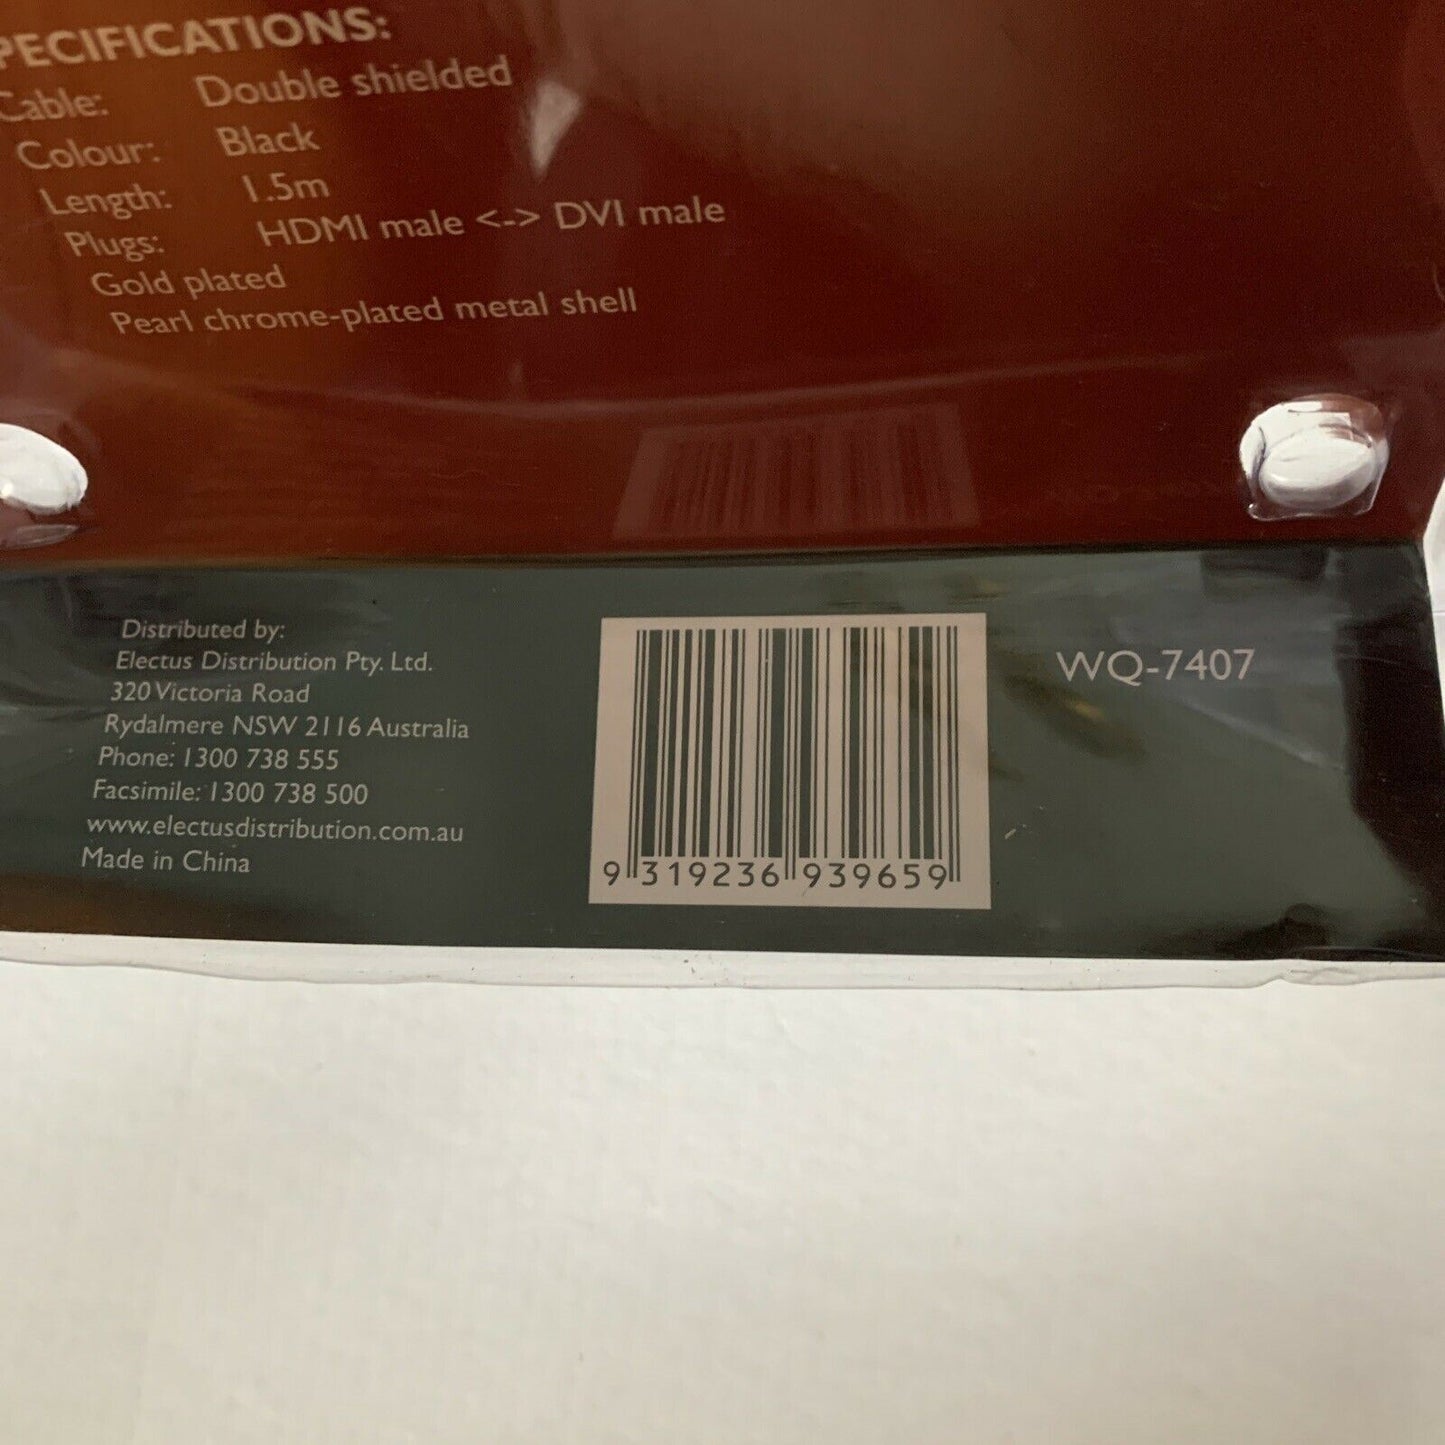 PECIFICATIONS:
Cable: Double shielded
Colour: Black
Length: 1.5m
Plugs: HDMI male <-> DVI male
Gold plated
Pearl chrome-plated metal shell
Distributed by:
Electus Distribution Pty. Ltd.
320 Victoria Road
Rydalmere NSW 2116 Australia
Phone: 1300 738 555
Facsimile: 1300 738 500
www.electusdistribution.com.au
Made in China
9 319236 939659
WQ-7407